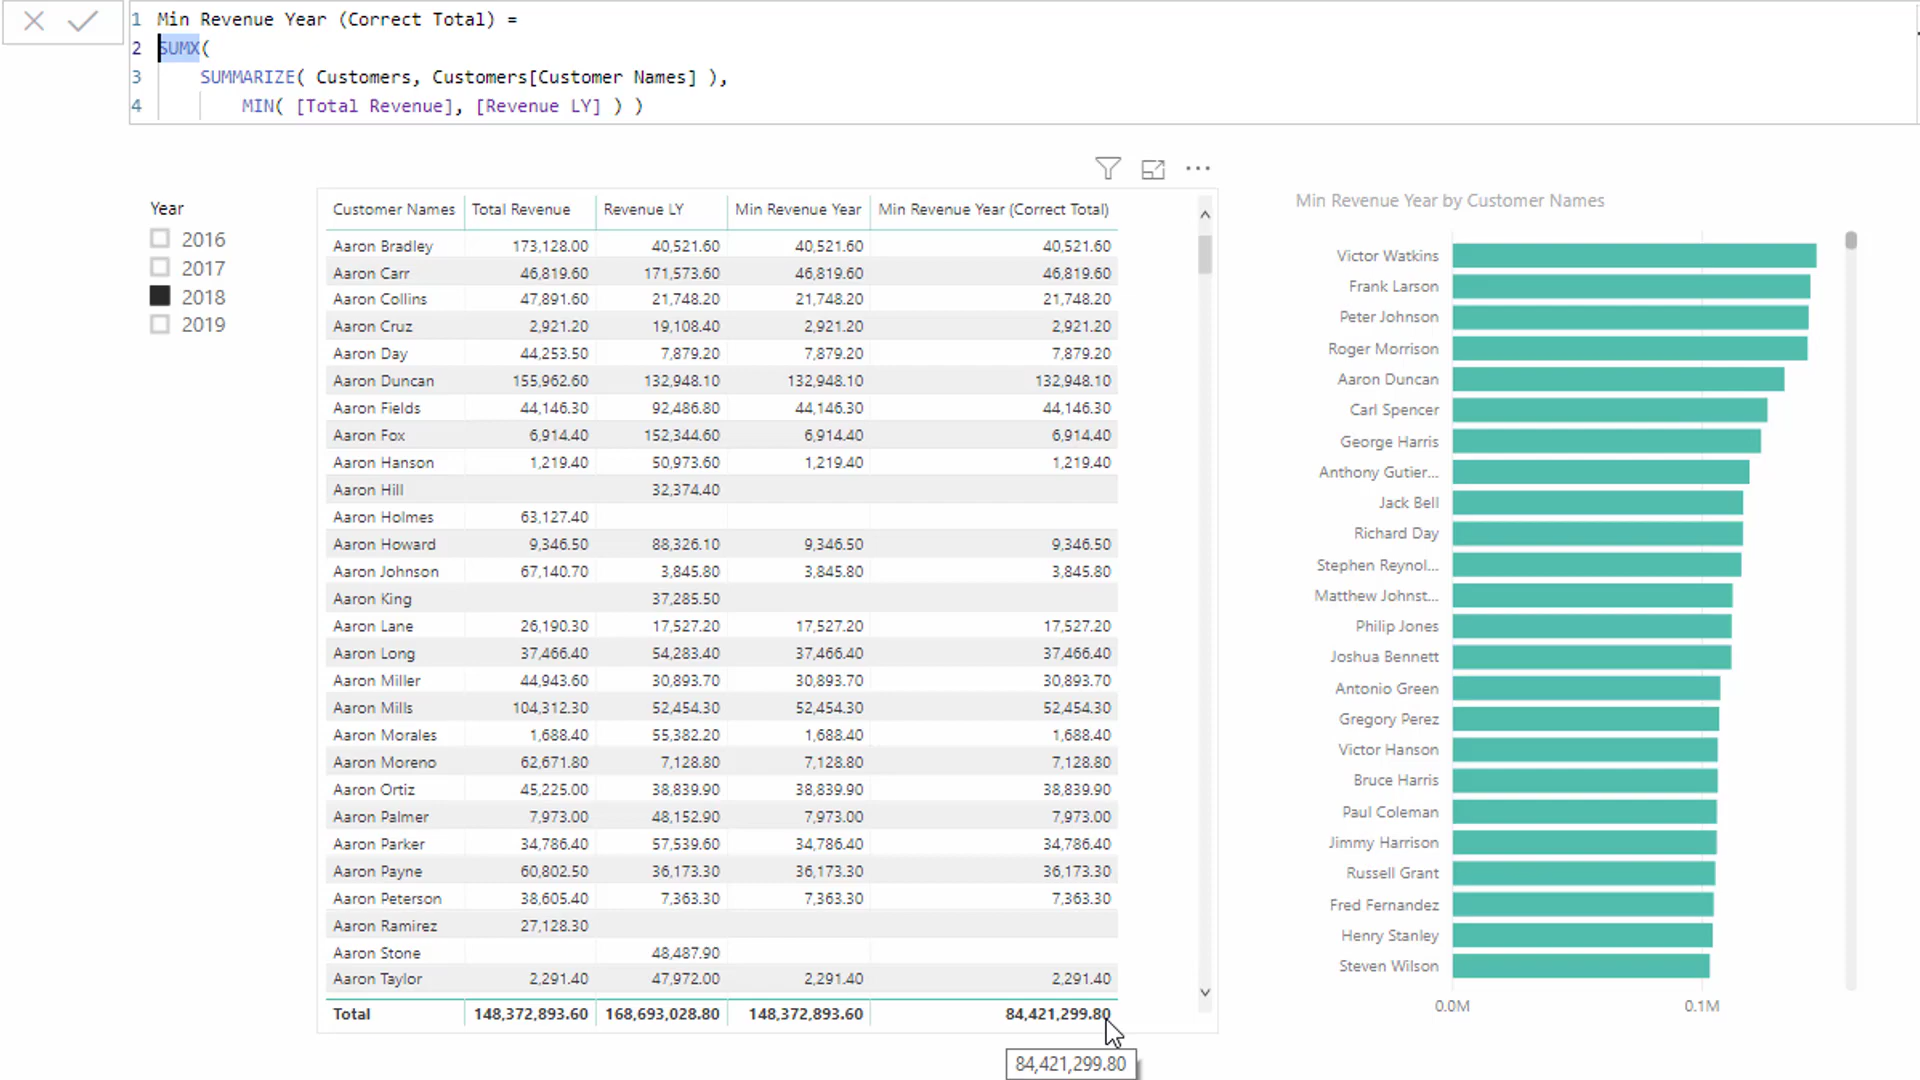 1 Min Revenue Year (Correct Total) =
2 SUMX(
3 SUMMARIZE( Customers, Customers[Customer Names] ),
4 MIN( [Total Revenue], [Revenue LY] ) )
Year
2016
2017
2018
2019
Customer Names Total Revenue Revenue LY Min Revenue Year Min Revenue Year (Correct Total)
Aaron Bradley 173,128.00 40,521.60 40,521.60 40,521.60
Aaron Carr 46,819.60 171,573.60 46,819.60 46,819.60
Aaron Collins 47,891.60 21,748.20 21,748.20 21,748.20
Aaron Cruz 2,921.20 19,108.40 2,921.20 2,921.20
Aaron Day 44,253.50 7,879.20 7,879.20 7,879.20
Aaron Duncan 155,962.60 132,948.10 132,948.10 132,948.10
Aaron Fields 44,146.30 92,486.80 44,146.30 44,146.30
Aaron Fox 6,914.40 152,344.60 6,914.40 6,914.40
Aaron Hanson 1,219.40 50,973.60 1,219.40 1,219.40
Aaron Hill 32,374.40
Aaron Holmes 63,127.40
Aaron Howard 9,346.50 88,326.10 9,346.50 9,346.50
Aaron Johnson 67,140.70 3,845.80 3,845.80 3,845.80
Aaron King 37,285.50
Aaron Lane 26,190.30 17,527.20 17,527.20 17,527.20
Aaron Long 37,466.40 54,283.40 37,466.40 37,466.40
Aaron Miller 44,943.60 30,893.70 30,893.70 30,893.70
Aaron Mills 104,312.30 52,454.30 52,454.30 52,454.30
Aaron Morales 1,688.40 55,382.20 1,688.40 1,688.40
Aaron Moreno 62,671.80 7,128.80 7,128.80 7,128.80
Aaron Ortiz 45,225.00 38,839.90 38,839.90 38,839.90
Aaron Palmer 7,973.00 48,152.90 7,973.00 7,973.00
Aaron Parker 34,786.40 57,539.60 34,786.40 34,786.40
Aaron Payne 60,802.50 36,173.30 36,173.30 36,173.30
Aaron Peterson 38,605.40 7,363.30 7,363.30 7,363.30
Aaron Ramirez 27,128.30
Aaron Stone 48,487.90
Aaron Taylor 2,291.40 47,972.00 2,291.40 2,291.40
Total 148,372,893.60 168,693,028.80 148,372,893.60 84,421,299.80
84,421,299.80
Min Revenue Year by Customer Names
Victor Watkins
Frank Larson
Peter Johnson
Roger Morrison
Aaron Duncan
Carl Spencer
George Harris
Anthony Gutier...
Jack Bell
Richard Day
Stephen Reynol...
Matthew Johnst...
Philip Jones
Joshua Bennett
Antonio Green
Gregory Perez
Victor Hanson
Bruce Harris
Paul Coleman
Jimmy Harrison
Russell Grant
Fred Fernandez
Henry Stanley
Steven Wilson
0.0M 0.1M